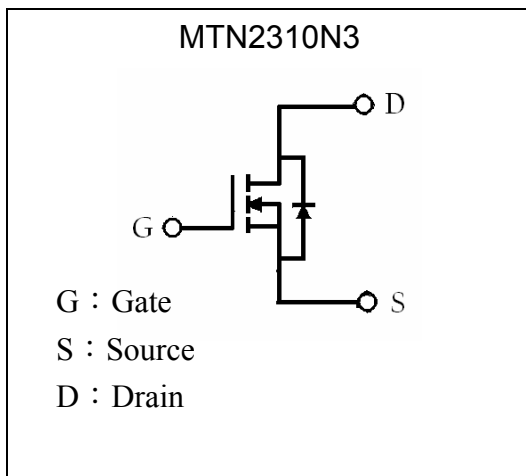 MTN2310N3
D
G
S
G：Gate
S：Source
D：Drain